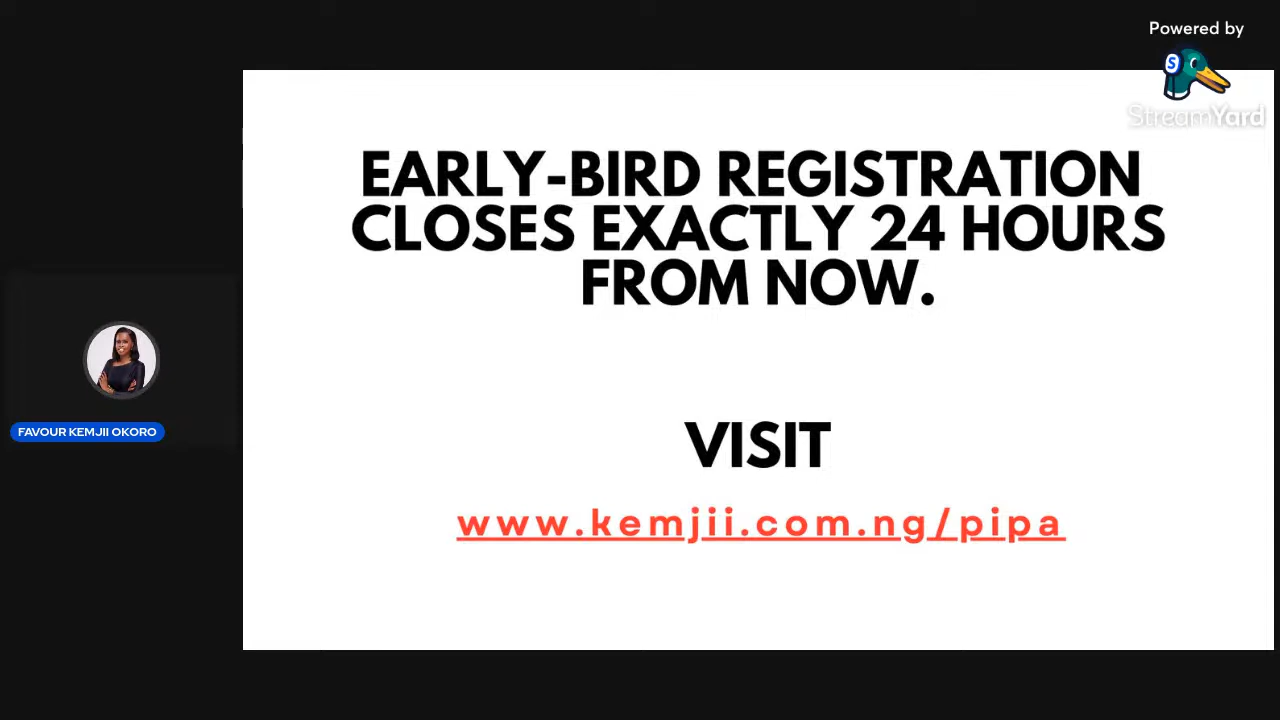 Powered by
S
StreamYard
EARLY-BIRD REGISTRATION
CLOSES EXACTLY 24 HOURS
FROM NOW.
VISIT
www.kemjii.com.ng/pipa
FAVOUR KEMJII OKORO